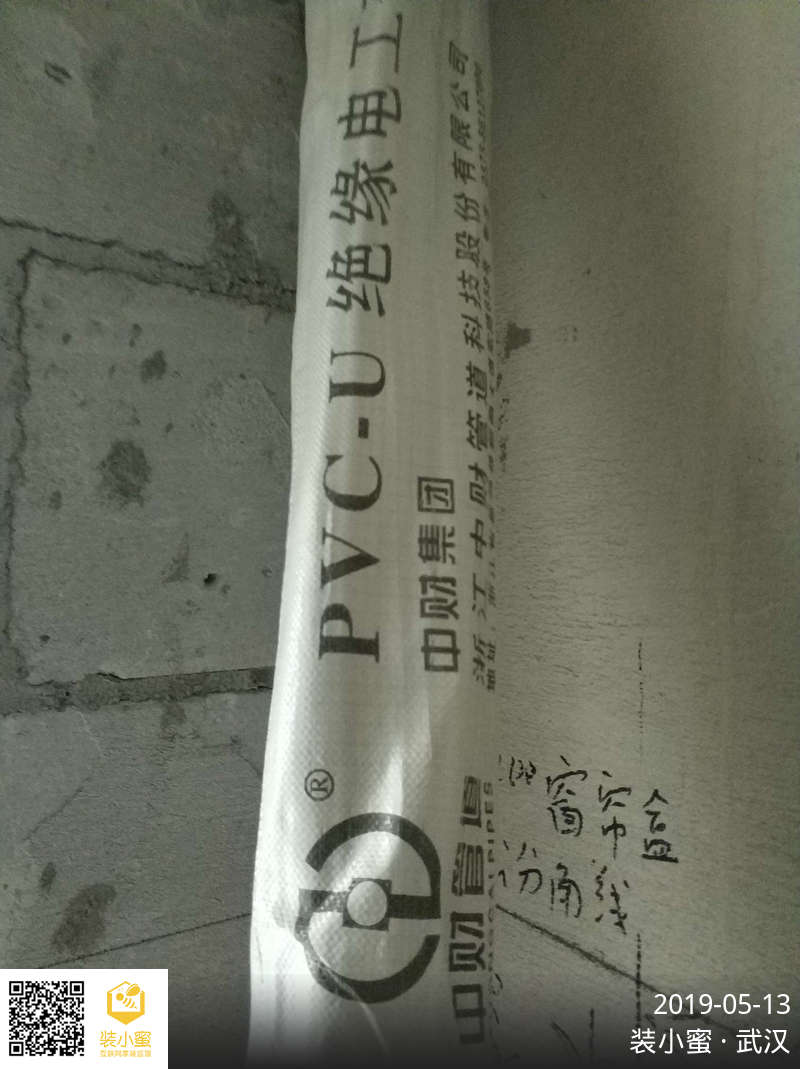 PVC-U 绝缘电工
中财集团
浙江中财管道科技股份有限公司
®
中财管道
窗帘盒
角线
装小蜜
2019-05-13
装小蜜·武汉